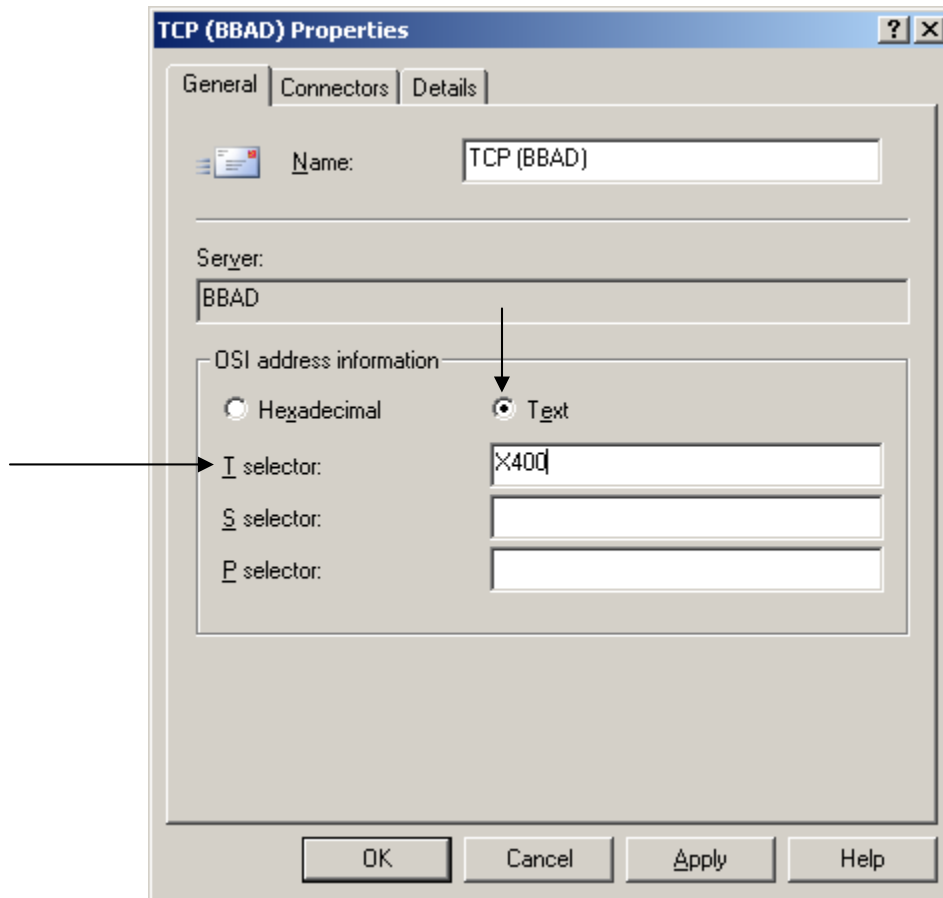 TCP (BBAD) Properties
General Connectors Details
Name: TCP (BBAD)
Server:
BBAD
OSI address information
Hexadecimal Text
T selector: X400
S selector:
P selector:
OK Cancel Apply Help